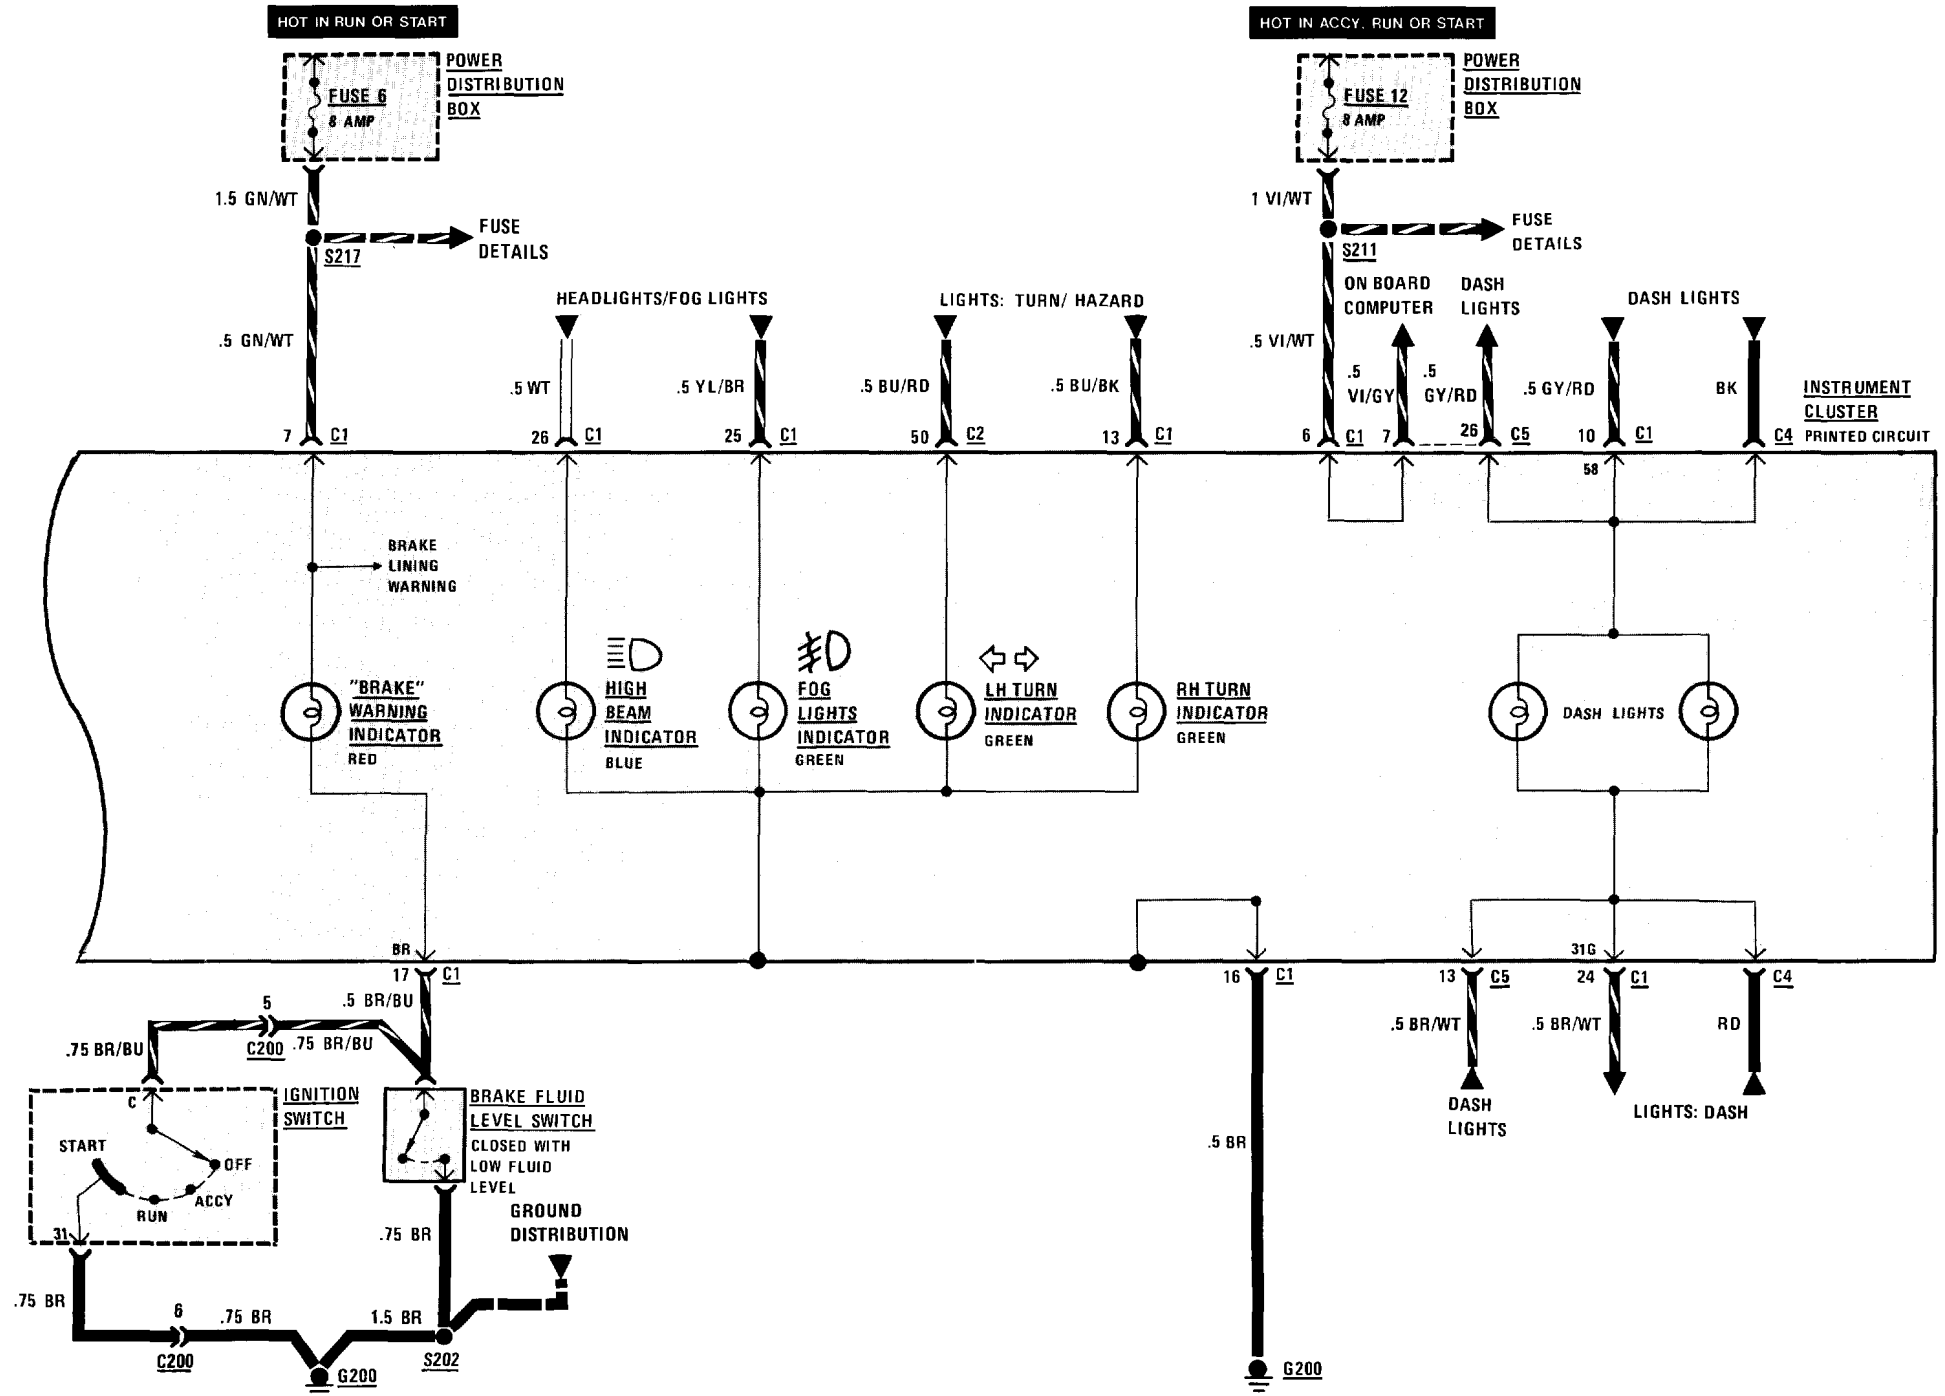 HOT IN RUN OR START
HOT IN ACCY. RUN OR START
POWER
DISTRIBUTION
BOX
FUSE 6
8 AMP
POWER
DISTRIBUTION
BOX
FUSE 12
8 AMP
1.5 GN/WT
FUSE
DETAILS
S217
.5 GN/WT
7 C1
1 VI/WT
FUSE
DETAILS
S211
HEADLIGHTS/FOG LIGHTS
LIGHTS: TURN/ HAZARD
ON BOARD
COMPUTER
DASH
LIGHTS
DASH LIGHTS
.5 WT
.5 YL/BR
.5 BU/RD
.5 BU/BK
.5 VI/WT
.5
VI/GY
.5
GY/RD
.5 GY/RD
BK
INSTRUMENT
CLUSTER
PRINTED CIRCUIT
26 C1
25 C1
50 C2
13 C1
6 C1
7
26 C5
10 C1
C4
58
BRAKE
LINING
WARNING
"BRAKE"
WARNING
INDICATOR
RED
HIGH
BEAM
INDICATOR
BLUE
FOG
LIGHTS
INDICATOR
GREEN
LH TURN
INDICATOR
GREEN
RH TURN
INDICATOR
GREEN
DASH LIGHTS
BR
31G
17 C1
16 C1
13 C5
24 C1
C4
.5 BR/BU
5
C200
.75 BR/BU
.75 BR/BU
.5 BR/WT
.5 BR/WT
RD
DASH
LIGHTS
LIGHTS: DASH
IGNITION
SWITCH
C
START
OFF
ACCY
RUN
31
BRAKE FLUID
LEVEL SWITCH
CLOSED WITH
LOW FLUID
LEVEL
.5 BR
GROUND
DISTRIBUTION
.75 BR
.75 BR
6
C200
.75 BR
1.5 BR
S202
G200
G200